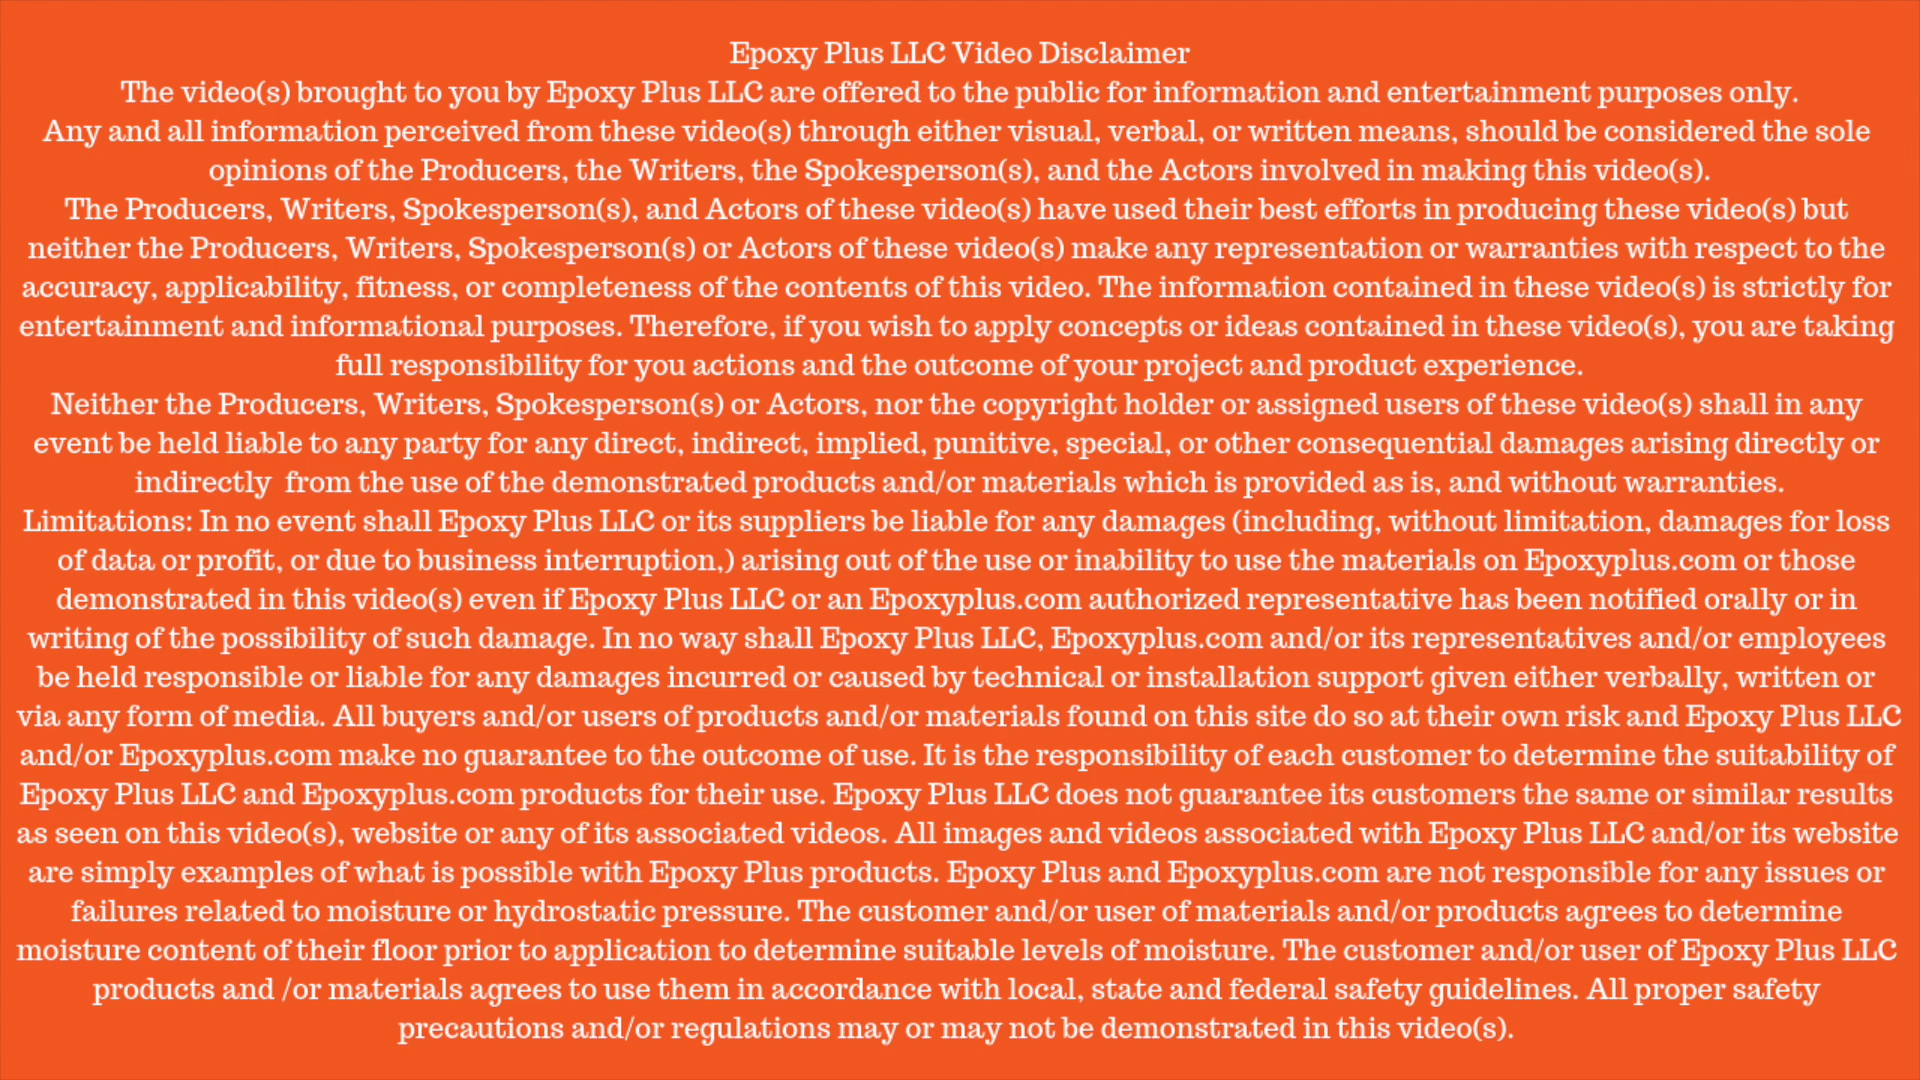 Epoxy Plus LLC Video Disclaimer
The video(s) brought to you by Epoxy Plus LLC are offered to the public for information and entertainment purposes only.
Any and all information perceived from these video(s) through either visual, verbal, or written means, should be considered the sole
opinions of the Producers, the Writers, the Spokesperson(s), and the Actors involved in making this video(s).
The Producers, Writers, Spokesperson(s), and Actors of these video(s) have used their best efforts in producing these video(s) but
neither the Producers, Writers, Spokesperson(s) or Actors of these video(s) make any representation or warranties with respect to the
accuracy, applicability, fitness, or completeness of the contents of this video. The information contained in these video(s) is strictly for
entertainment and informational purposes. Therefore, if you wish to apply concepts or ideas contained in these video(s), you are taking
full responsibility for you actions and the outcome of your project and product experience.
Neither the Producers, Writers, Spokesperson(s) or Actors, nor the copyright holder or assigned users of these video(s) shall in any
event be held liable to any party for any direct, indirect, implied, punitive, special, or other consequential damages arising directly or
indirectly  from the use of the demonstrated products and/or materials which is provided as is, and without warranties.
Limitations: In no event shall Epoxy Plus LLC or its suppliers be liable for any damages (including, without limitation, damages for loss
of data or profit, or due to business interruption,) arising out of the use or inability to use the materials on Epoxyplus.com or those
demonstrated in this video(s) even if Epoxy Plus LLC or an Epoxyplus.com authorized representative has been notified orally or in
writing of the possibility of such damage. In no way shall Epoxy Plus LLC, Epoxyplus.com and/or its representatives and/or employees
be held responsible or liable for any damages incurred or caused by technical or installation support given either verbally, written or
via any form of media. All buyers and/or users of products and/or materials found on this site do so at their own risk and Epoxy Plus LLC
and/or Epoxyplus.com make no guarantee to the outcome of use. It is the responsibility of each customer to determine the suitability of
Epoxy Plus LLC and Epoxyplus.com products for their use. Epoxy Plus LLC does not guarantee its customers the same or similar results
as seen on this video(s), website or any of its associated videos. All images and videos associated with Epoxy Plus LLC and/or its website
are simply examples of what is possible with Epoxy Plus products. Epoxy Plus and Epoxyplus.com are not responsible for any issues or
failures related to moisture or hydrostatic pressure. The customer and/or user of materials and/or products agrees to determine
moisture content of their floor prior to application to determine suitable levels of moisture. The customer and/or user of Epoxy Plus LLC
products and /or materials agrees to use them in accordance with local, state and federal safety guidelines. All proper safety
precautions and/or regulations may or may not be demonstrated in this video(s).